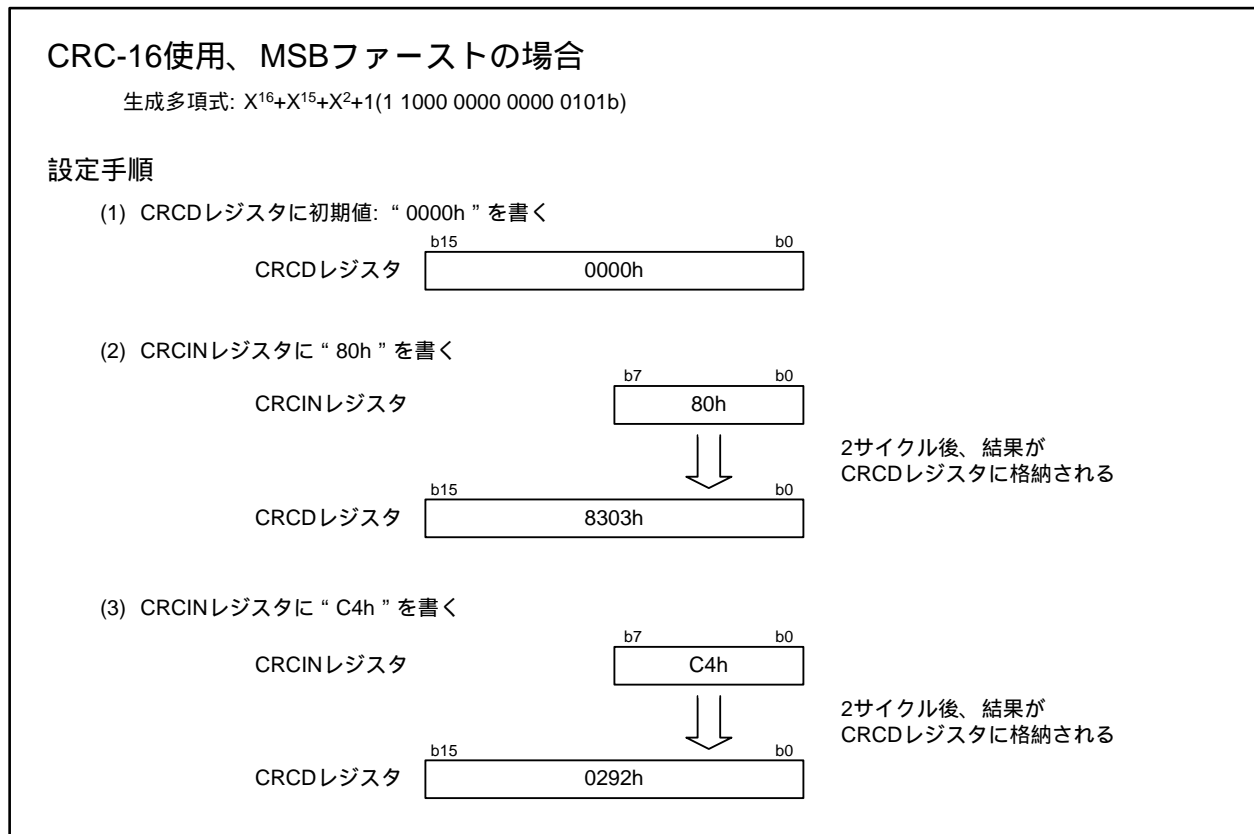 CRC-16使用、MSBファーストの場合
生成多項式: X¹⁶+X¹⁵+X²+1(1 1000 0000 0000 0101b)
設定手順
(1) CRCDレジスタに初期値: “ 0000h ” を書く
b15 b0
CRCDレジスタ 0000h
(2) CRCINレジスタに “ 80h ” を書く
b7 b0
CRCINレジスタ 80h
2サイクル後、結果が
CRCDレジスタに格納される
b15 b0
CRCDレジスタ 8303h
(3) CRCINレジスタに “ C4h ” を書く
b7 b0
CRCINレジスタ C4h
2サイクル後、結果が
CRCDレジスタに格納される
b15 b0
CRCDレジスタ 0292h